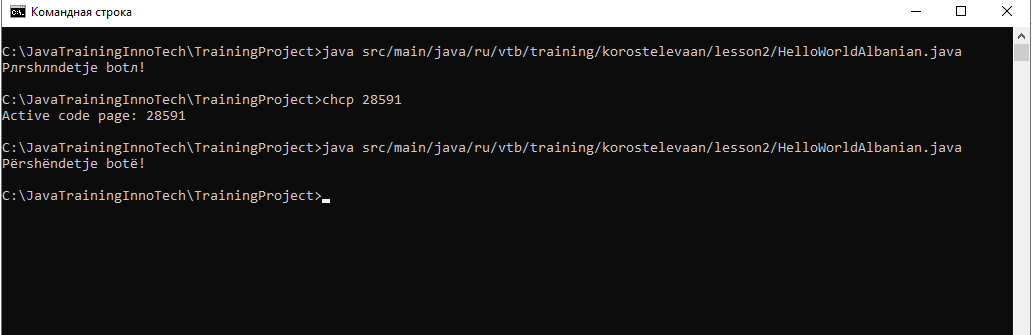 Командная строка
C:\JavaTrainingInnoTech\TrainingProject>java src/main/java/ru/vtb/training/korostelevaan/lesson2/HelloWorldAlbanian.java
Pлrshлndetje botл!
C:\JavaTrainingInnoTech\TrainingProject>chcp 28591
Active code page: 28591
C:\JavaTrainingInnoTech\TrainingProject>java src/main/java/ru/vtb/training/korostelevaan/lesson2/HelloWorldAlbanian.java
Përshëndetje botë!
C:\JavaTrainingInnoTech\TrainingProject>